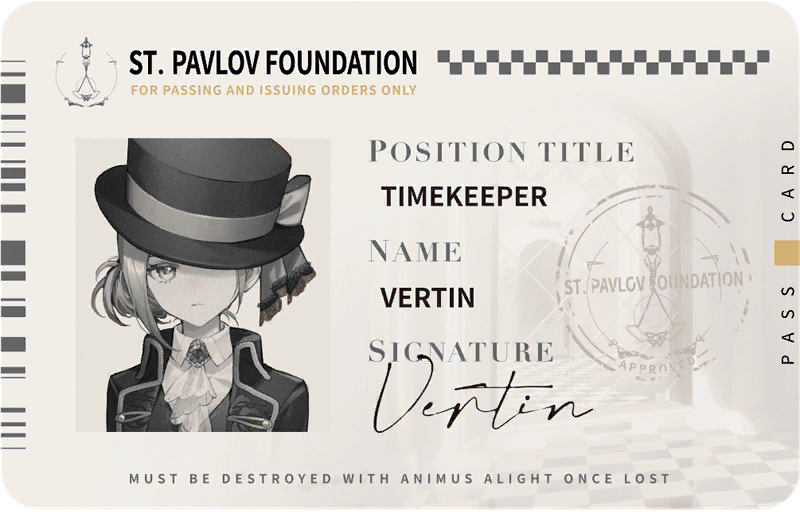 ST. PAVLOV FOUNDATION
FOR PASSING AND ISSUING ORDERS ONLY
POSITION TITLE
TIMEKEEPER
NAME
VERTIN
SIGNATURE
Vertin
ST. PAVLOV FOUNDATION
APPROVED
PASS CARD
MUST BE DESTROYED WITH ANIMUS ALIGHT ONCE LOST